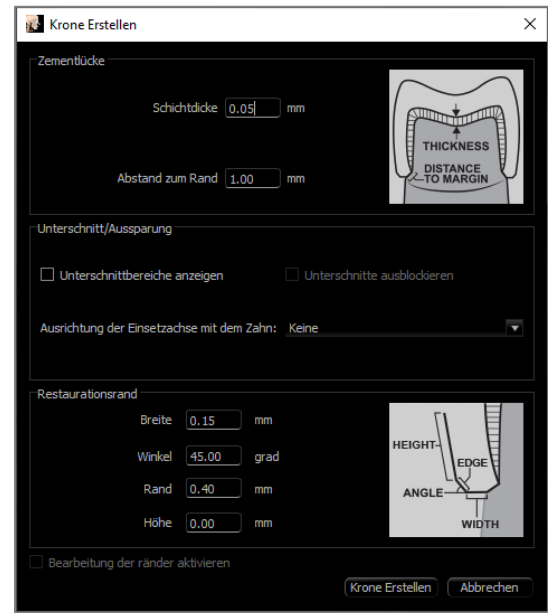 Krone Erstellen
Zementlücke
Schichtdicke 0.05 mm
THICKNESS
DISTANCE
TO MARGIN
Abstand zum Rand 1.00 mm
Unterschnitt/Aussparung
Unterschnittbereiche anzeigen Unterschnitte ausblockieren
Ausrichtung der Einsetzachse mit dem Zahn: Keine
Restaurationsrand
Breite 0.15 mm
Winkel 45.00 grad
Rand 0.40 mm
Höhe 0.00 mm
HEIGHT
EDGE
ANGLE
WIDTH
Bearbeitung der ränder aktivieren
Krone Erstellen Abbrechen